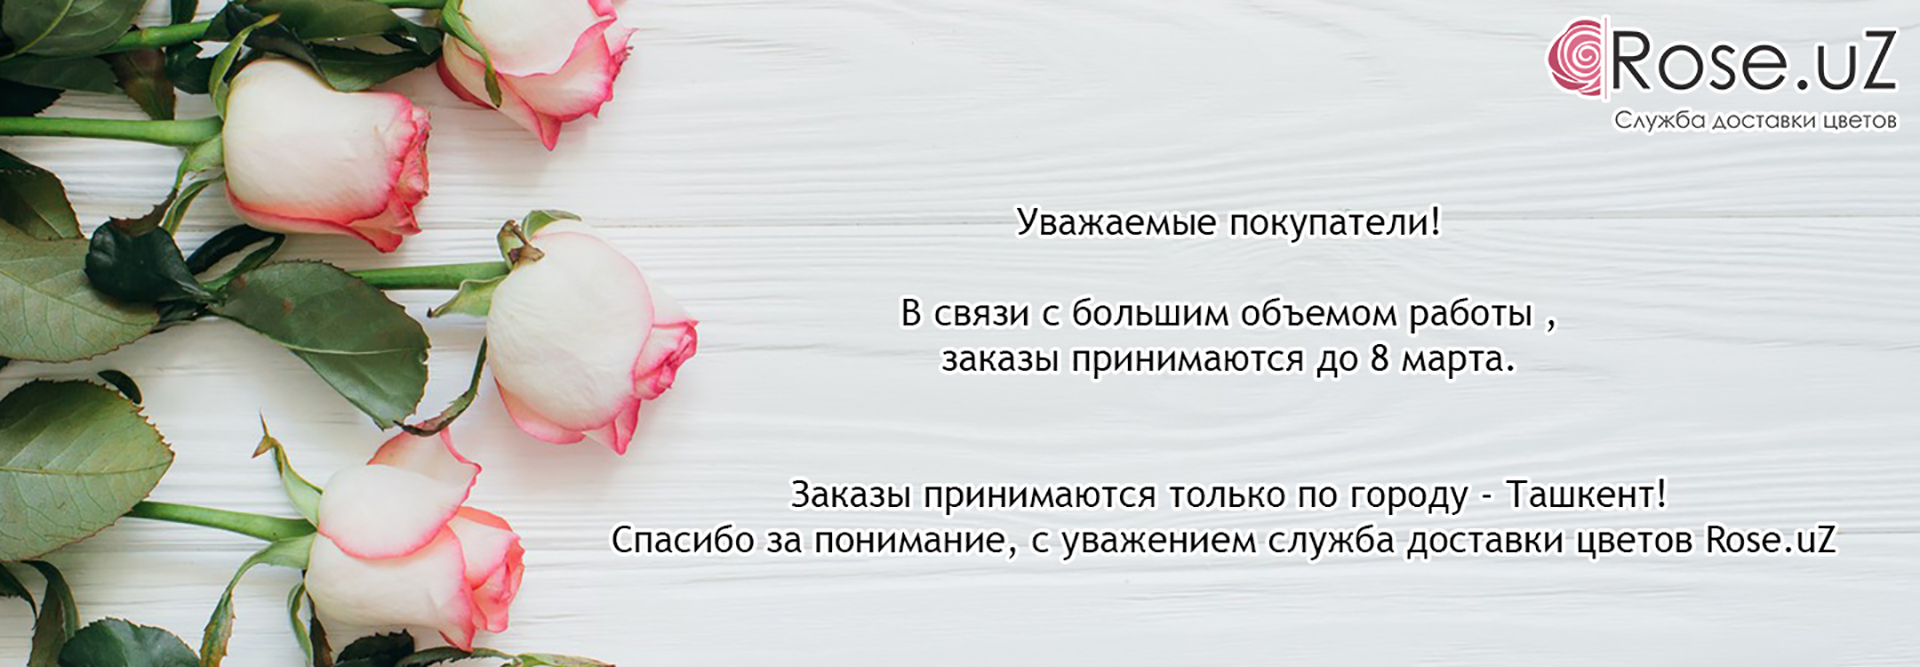 Rose.uZ
Служба доставки цветов
Уважаемые покупатели!
В связи с большим объемом работы ,
заказы принимаются до 8 марта.
Заказы принимаются только по городу - Ташкент!
Спасибо за понимание, с уважением служба доставки цветов Rose.uZ